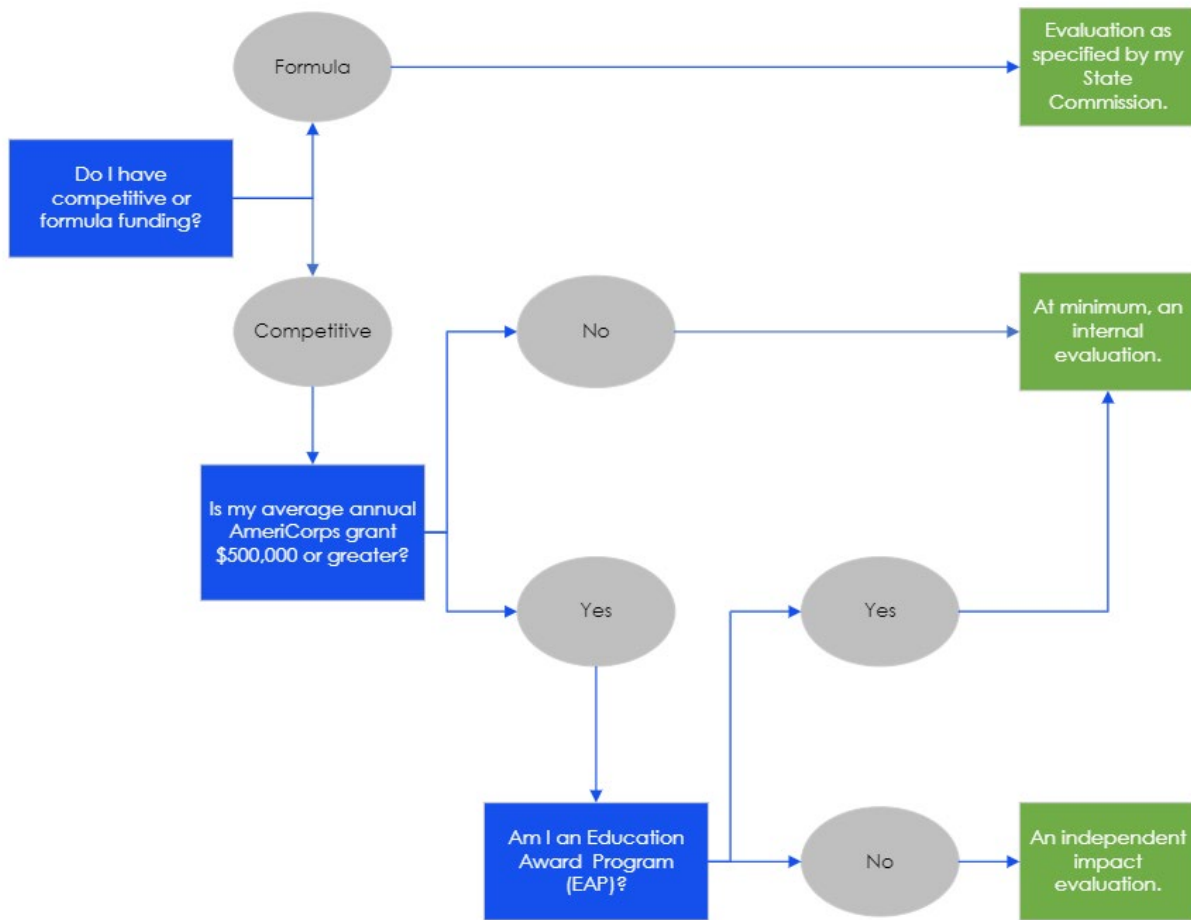 Formula
Evaluation as
specified by my
State
Commission.
Do I have
competitive or
formula funding?
Competitive
No
At minimum, an
internal
evaluation.
Is my average annual
AmeriCorps grant
$500,000 or greater?
Yes
Yes
Am I an Education
Award Program
(EAP)?
No
An independent
impact
evaluation.